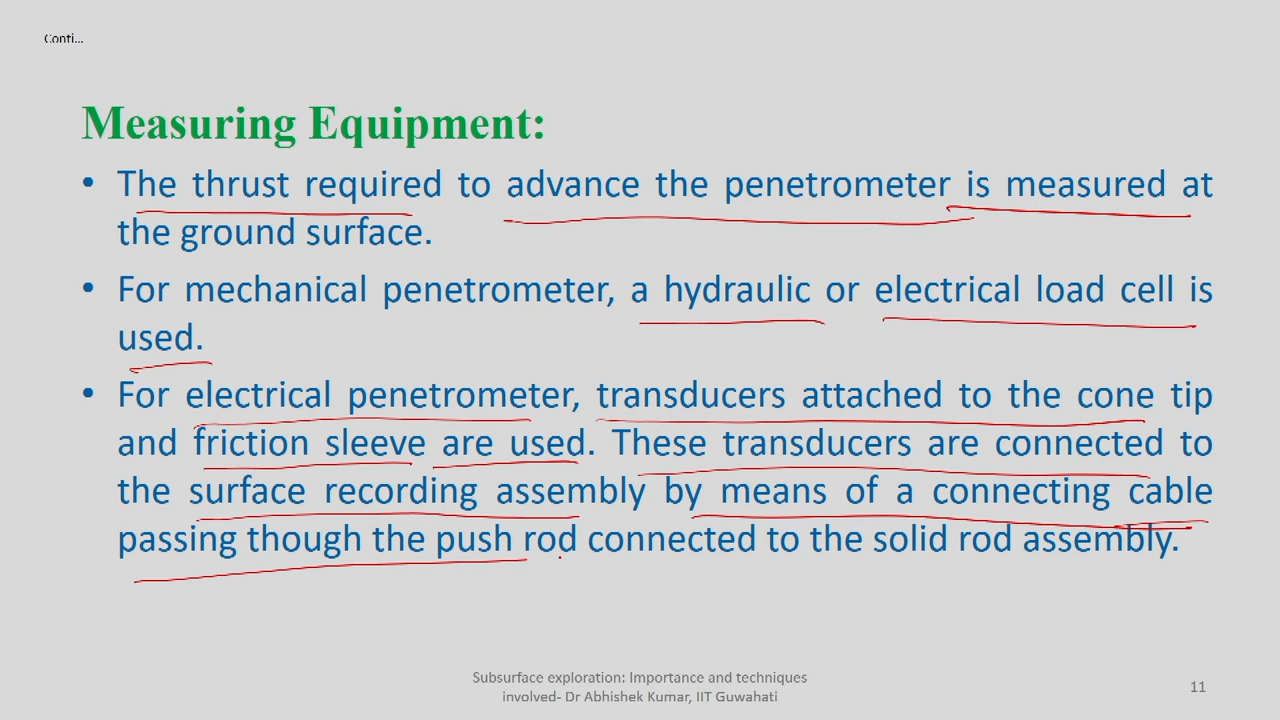 Conti...
Measuring Equipment:
• The thrust required to advance the penetrometer is measured at
the ground surface.
• For mechanical penetrometer, a hydraulic or electrical load cell is
used.
• For electrical penetrometer, transducers attached to the cone tip
and friction sleeve are used. These transducers are connected to
the surface recording assembly by means of a connecting cable
passing though the push rod connected to the solid rod assembly.
Subsurface exploration: Importance and techniques
involved- Dr Abhishek Kumar, IIT Guwahati
11